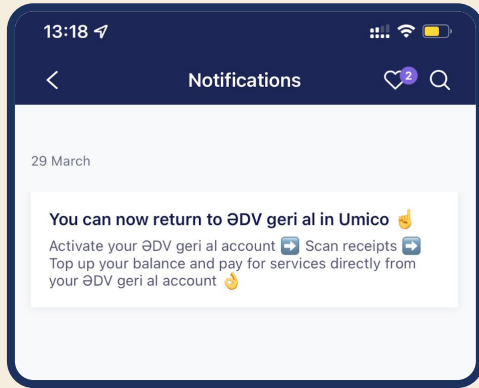 13:18
Notifications
2
29 March
You can now return to ƏDV geri al in Umico ☝️
Activate your ƏDV geri al account ➡️ Scan receipts ➡️
Top up your balance and pay for services directly from
your ƏDV geri al account 👌